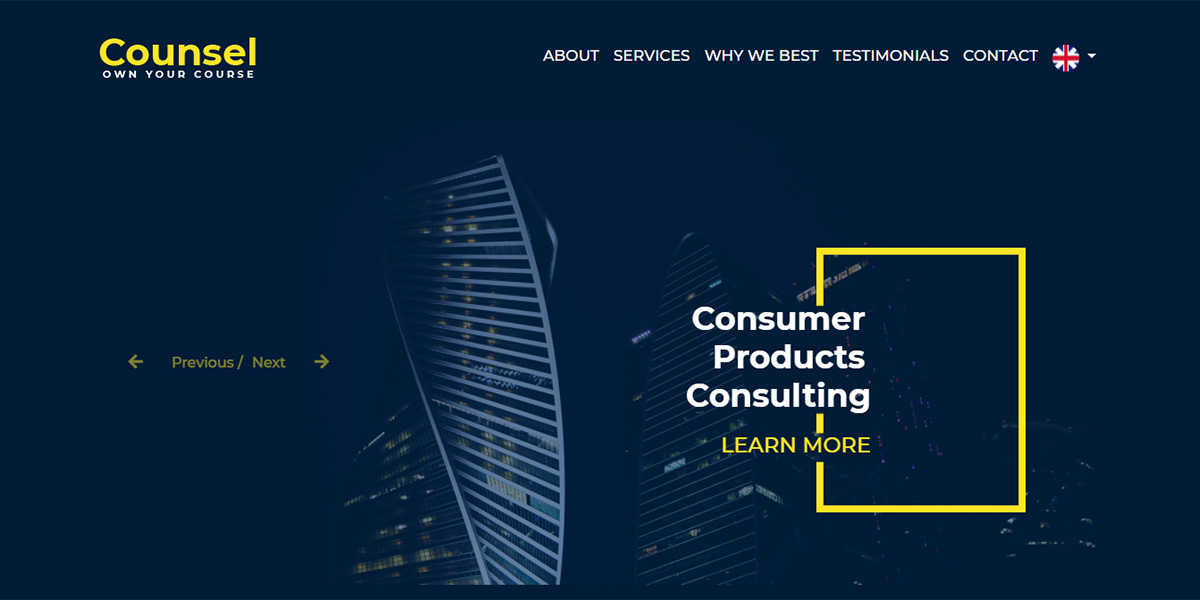 Counsel
OWN YOUR COURSE
ABOUT SERVICES WHY WE BEST TESTIMONIALS CONTACT
Previous / Next
Consumer
Products
Consulting
LEARN MORE